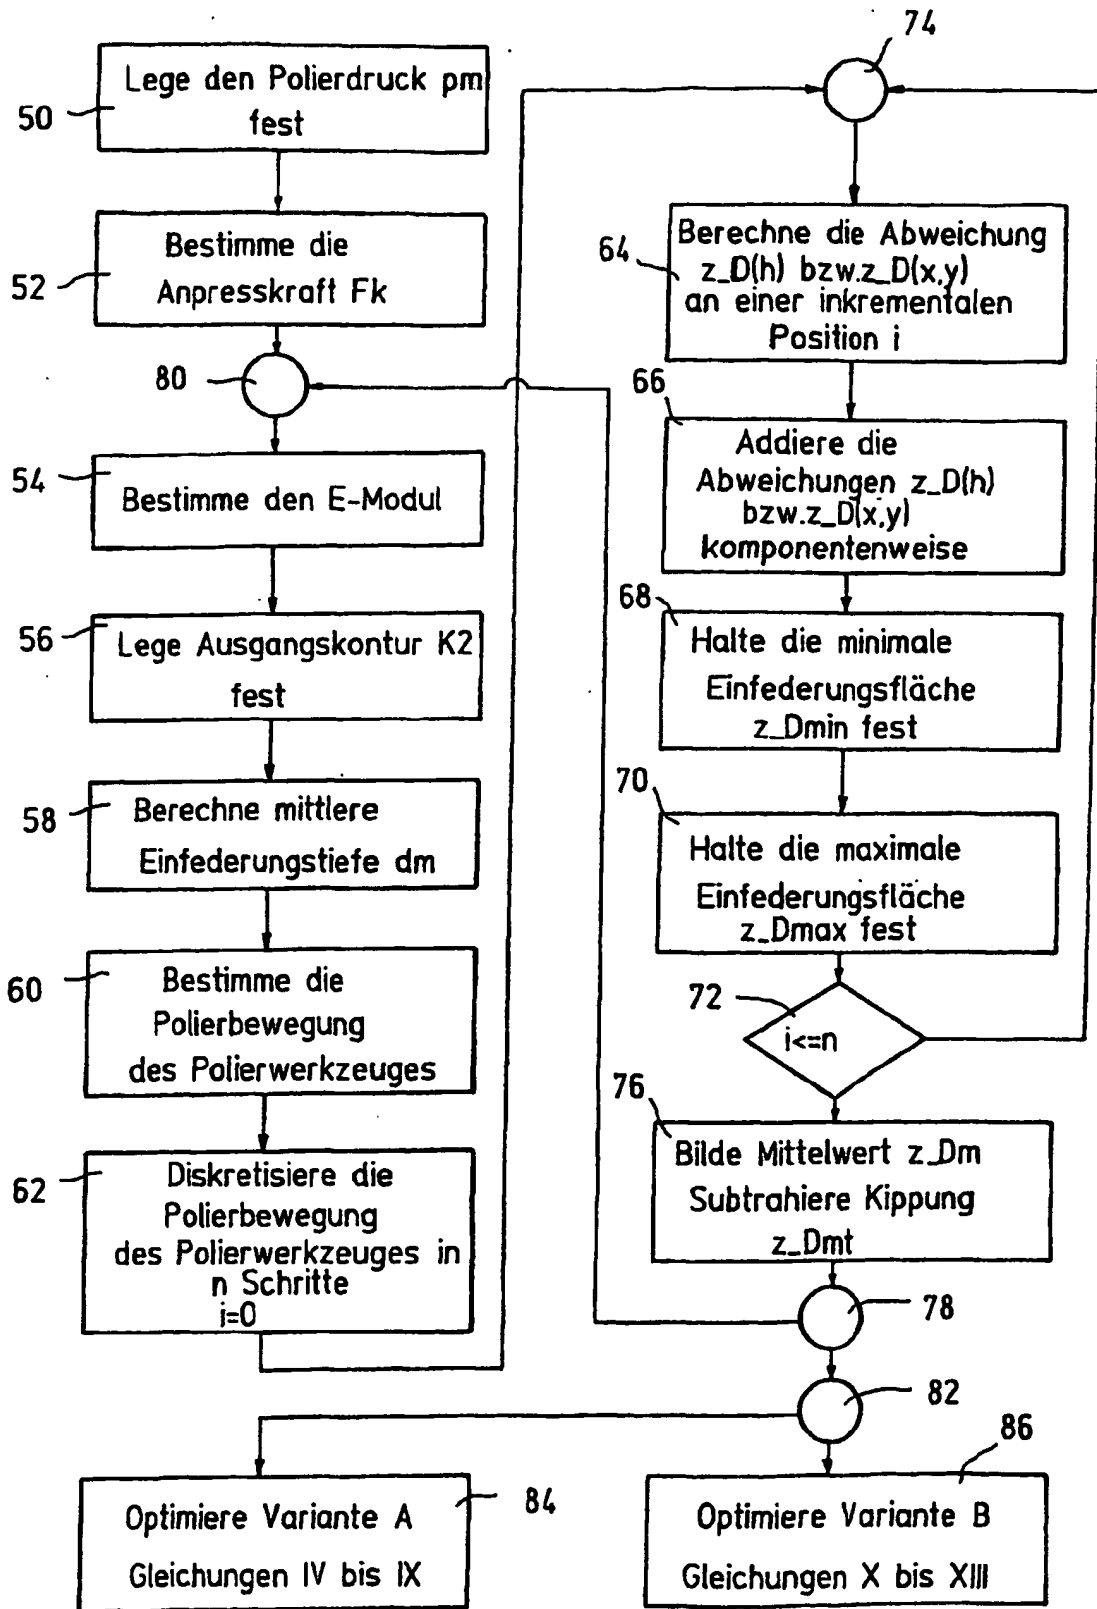 50
Lege den Polierdruck pm
fest
52
Bestimme die
Anpresskraft Fk
80
54
Bestimme den E-Modul
56
Lege Ausgangskontur K2
fest
58
Berechne mittlere
Einfederungstiefe dm
60
Bestimme die
Polierbewegung
des Polierwerkzeuges
62
Diskretisiere die
Polierbewegung
des Polierwerkzeuges in
n Schritte
i=0
74
64
Berechne die Abweichung
z_D(h) bzw.z_D(x,y)
an einer inkrementalen
Position i
66
Addiere die
Abweichungen z_D(h)
bzw.z_D(x,y)
komponentenweise
68
Halte die minimale
Einfederungsfläche
z_Dmin fest
70
Halte die maximale
Einfederungsfläche
z_Dmax fest
72
i<=n
76
Bilde Mittelwert z_Dm
Subtrahiere Kippung
z_Dmt
78
82
84
Optimiere Variante A
Gleichungen IV bis IX
86
Optimiere Variante B
Gleichungen X bis XIII